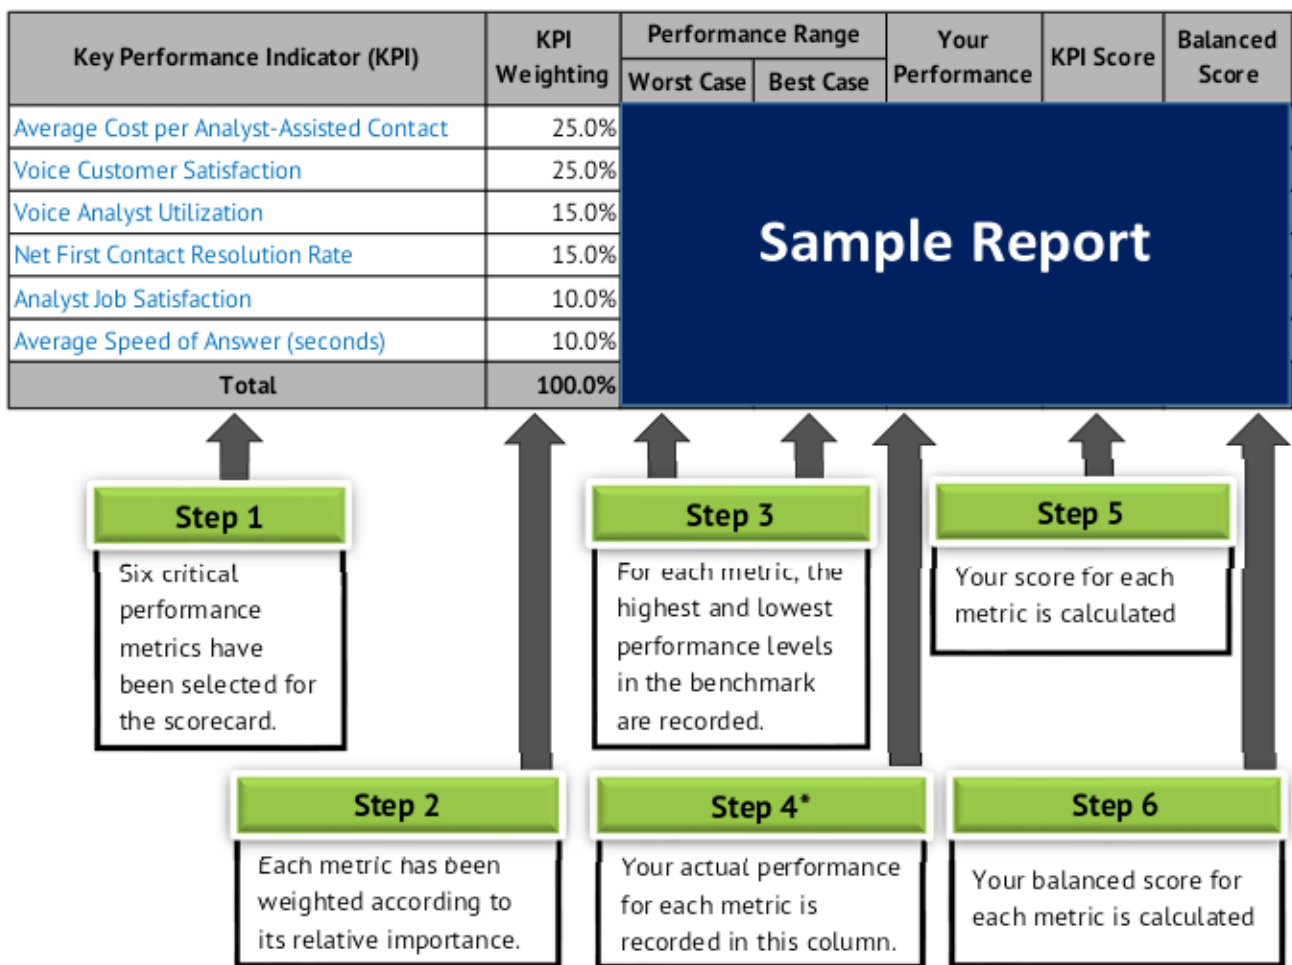 Key Performance Indicator (KPI)
KPI
Weighting
Performance Range
Worst Case
Best Case
Your
Performance
KPI Score
Balanced
Score
Average Cost per Analyst-Assisted Contact 25.0%
Voice Customer Satisfaction 25.0%
Voice Analyst Utilization 15.0%
Net First Contact Resolution Rate 15.0%
Analyst Job Satisfaction 10.0%
Average Speed of Answer (seconds) 10.0%
Total 100.0%
Sample Report
Step 1
Six critical
performance
metrics have
been selected for
the scorecard.
Step 2
Each metric has been
weighted according to
its relative importance.
Step 3
For each metric, the
highest and lowest
performance levels
in the benchmark
are recorded.
Step 4*
Your actual performance
for each metric is
recorded in this column.
Step 5
Your score for each
metric is calculated
Step 6
Your balanced score for
each metric is calculated